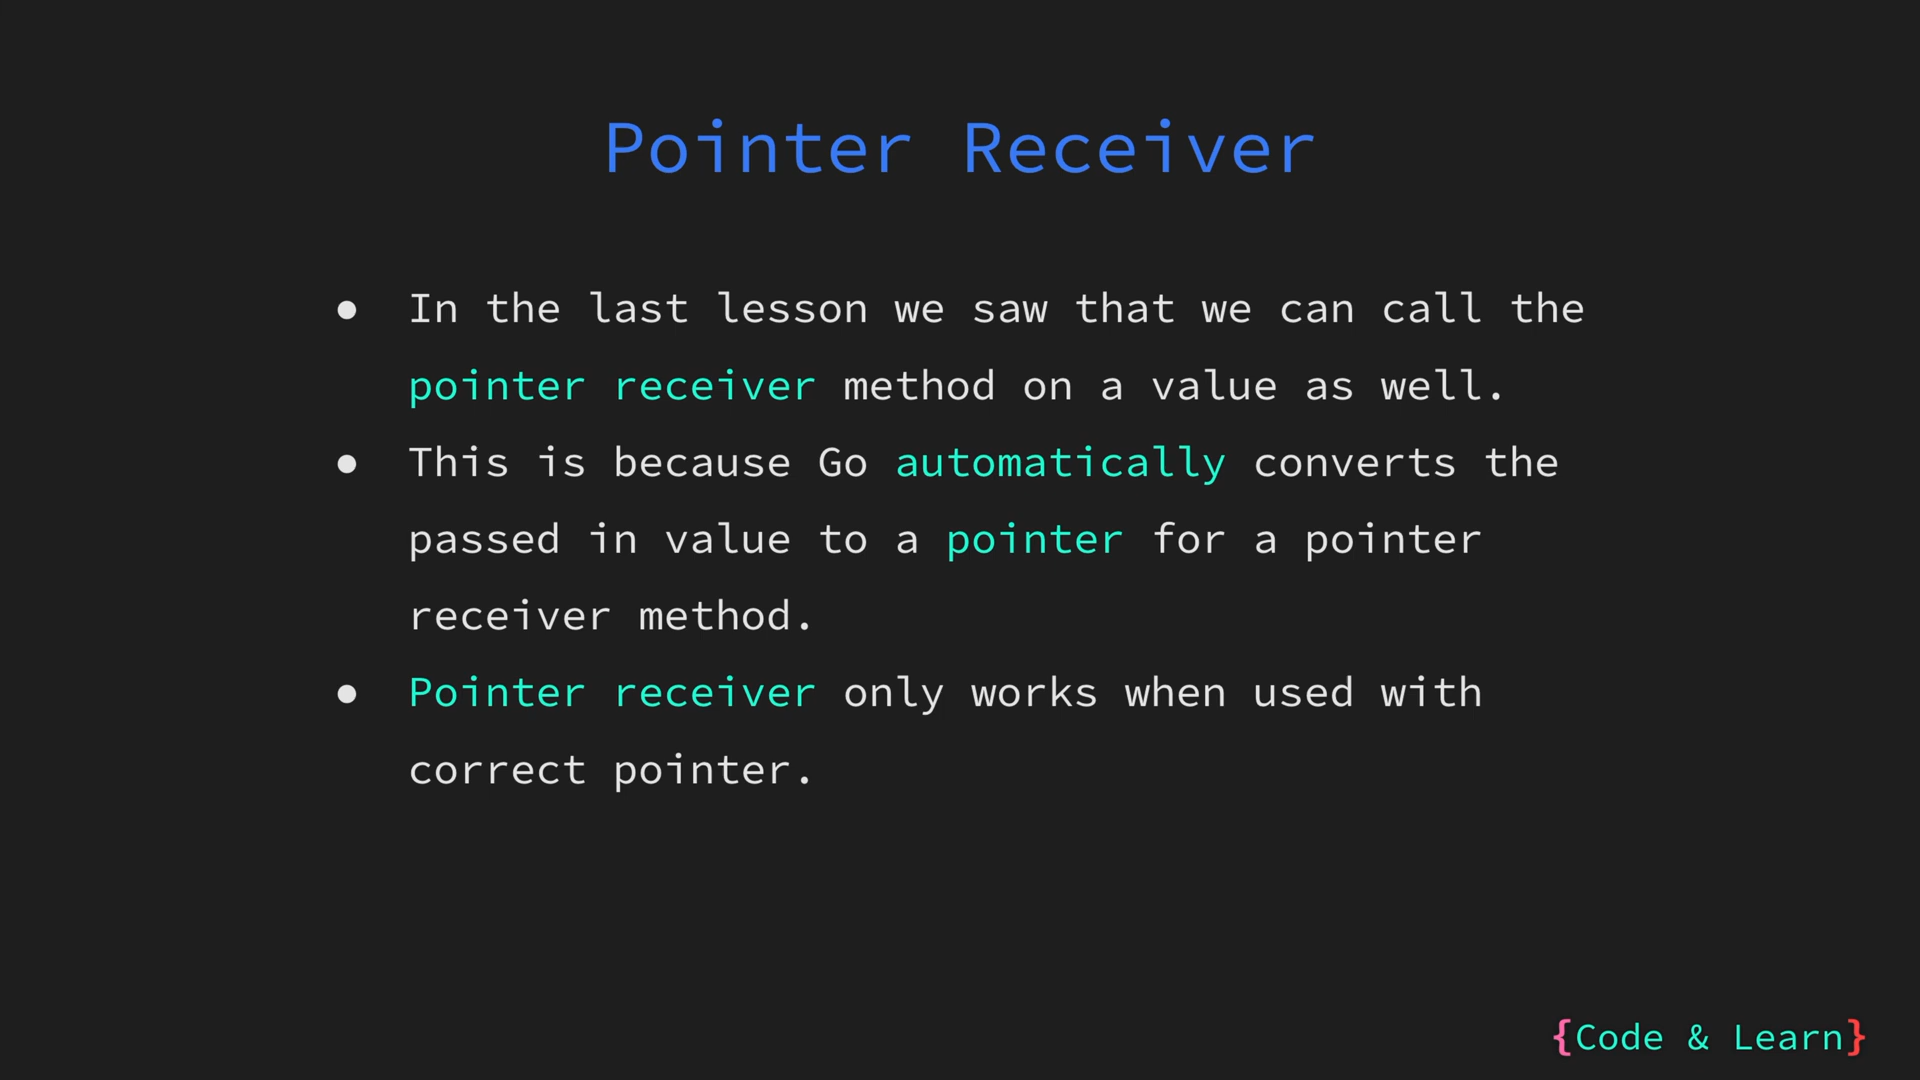 Pointer Receiver
● In the last lesson we saw that we can call the
pointer receiver method on a value as well.
● This is because Go automatically converts the
passed in value to a pointer for a pointer
receiver method.
● Pointer receiver only works when used with
correct pointer.
{Code & Learn}